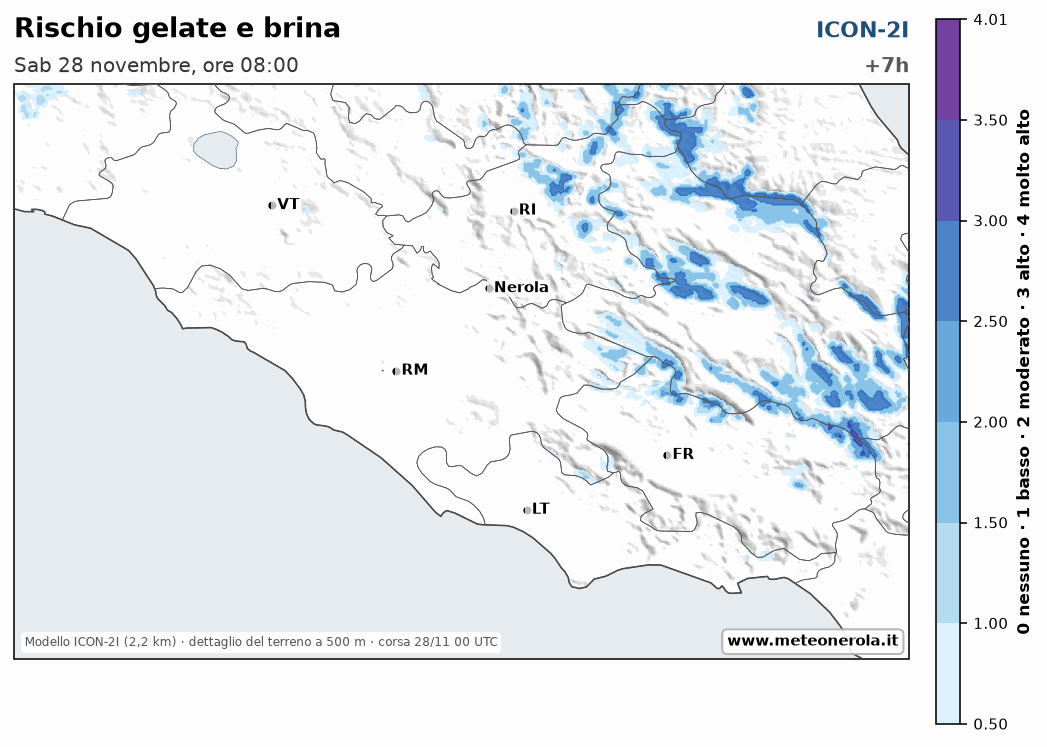 Rischio gelate e brina
ICON-2I
Sab 28 novembre, ore 08:00
+7h
VT
RI
Nerola
RM
FR
LT
Modello ICON-2I (2,2 km) · dettaglio del terreno a 500 m · corsa 28/11 00 UTC
www.meteonerola.it
4.01
3.50
3.00
2.50
2.00
1.50
1.00
0.50
0 nessuno · 1 basso · 2 moderato · 3 alto · 4 molto alto